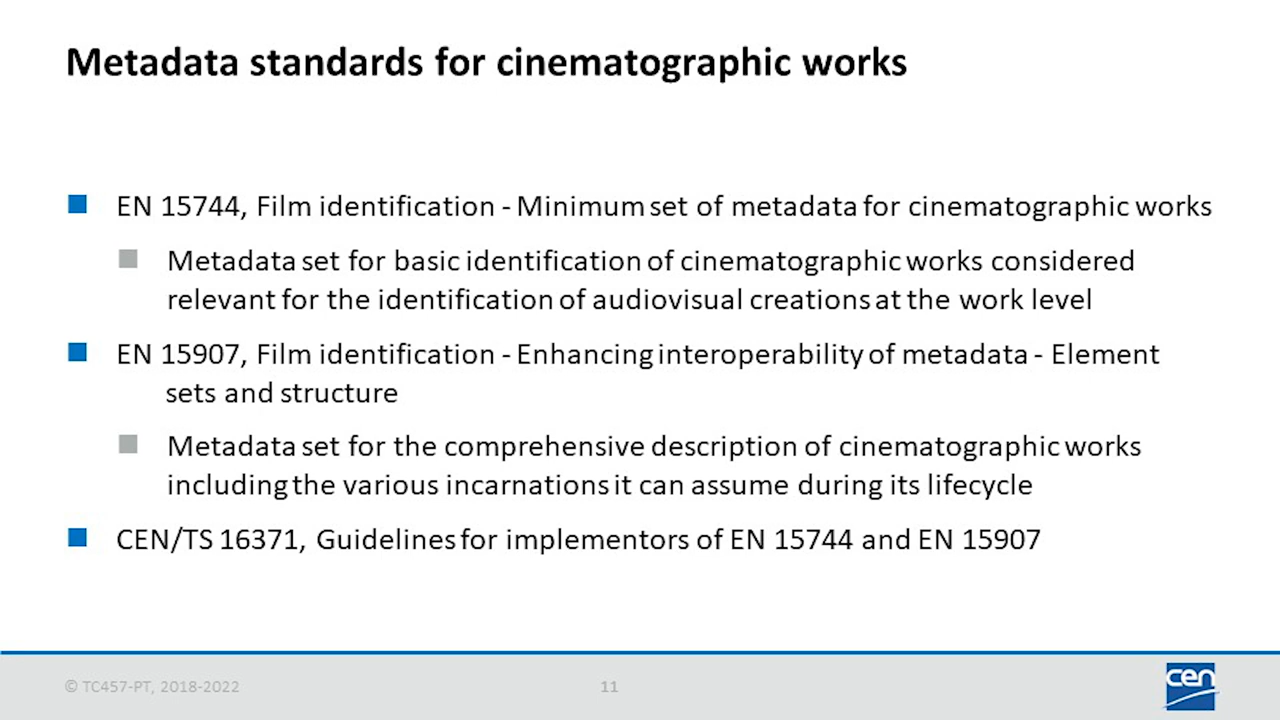 Metadata standards for cinematographic works
EN 15744, Film identification - Minimum set of metadata for cinematographic works
Metadata set for basic identification of cinematographic works considered
relevant for the identification of audiovisual creations at the work level
EN 15907, Film identification - Enhancing interoperability of metadata - Element
sets and structure
Metadata set for the comprehensive description of cinematographic works
including the various incarnations it can assume during its lifecycle
CEN/TS 16371, Guidelines for implementors of EN 15744 and EN 15907
© TC457-PT, 2018-2022
11
cen